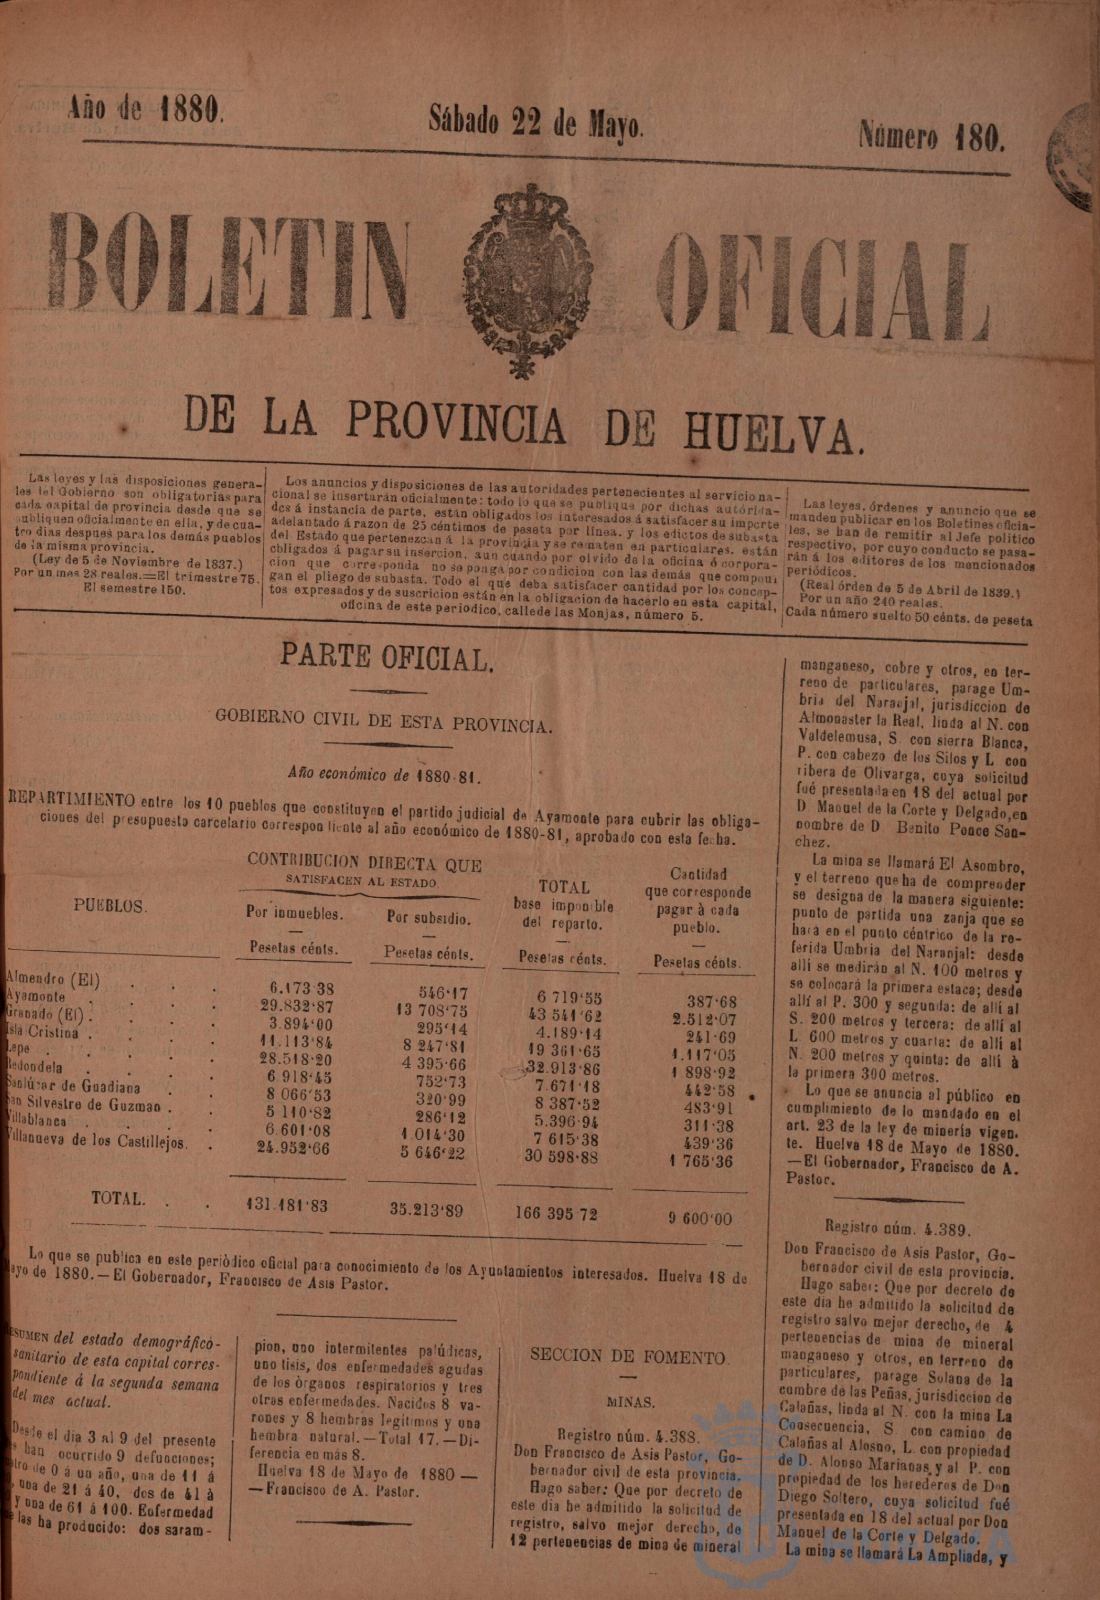 Año de 1880.
Sábado 22 de Mayo.
Número 180.
BOLETIN OFICIAL
DE LA PROVINCIA DE HUELVA.
Las leyes y las disposiciones genera-
les del Gobierno son obligatorias para
cada capital de provincia desde que se
publiquen oficialmente en ella, y de cua-
tro dias despues para los demás pueblos
de la misma provincia.
(Ley de 5 de Noviembre de 1837.)
Por un mes 28 reales.=El trimestre 75.
El semestre 150.
Los anuncios y disposiciones de las autoridades pertenecientes al servicio na-
cional se insertarán oficialmente: todo lo que se publique por dichas autorida-
des á instancia de parte, están obligados los interesados á satisfacer su importe
adelantado á razon de 25 céntimos de peseta por línea, y los edictos de subasta
del Estado que pertenezcan á la provincia y se rematen en particulares, están
obligados á pagar su insercion, aun cuando por olvido de la oficina ó corpora-
cion que corresponda no se ponga por condicion con las demás que compon-
gan el pliego de subasta. Todo el que deba satisfacer cantidad por los concep-
tos expresados y de suscricion están en la obligacion de hacerlo en esta capital,
oficina de este periodico, calle de las Monjas, número 5.
Las leyes, órdenes y anuncio que se
manden publicar en los Boletines oficia-
les, se han de remitir al Jefe politico
respectivo, por cuyo conducto se pasa-
rán á los editores de los mencionados
periódicos.
(Real órden de 5 de Abril de 1839.)
Por un año 240 reales.
Cada número suelto 50 cénts. de peseta
PARTE OFICIAL.
GOBIERNO CIVIL DE ESTA PROVINCIA.
Año económico de 1880-81.
REPARTIMIENTO entre los 10 pueblos que constituyen el partido judicial de Ayamonte para cubrir las obliga-
ciones del presupuesto carcelario correspondiente al año económico de 1880-81, aprobado con esta fecha.
PUEBLOS.
CONTRIBUCION DIRECTA QUE
SATISFACEN AL ESTADO
Por inmuebles.
Pesetas cénts.
Por subsidio.
Pesetas cénts.
TOTAL
base imponible
del reparto.
Pesetas cénts.
Cantidad
que corresponde
pagar à cada
pueblo.
Pesetas cénts.
Almendro (El) 6.173'38 546'17 6 719'55 387'68
Ayamonte 29.832'87 13 708'75 43 541'62 2.512'07
Granado (El) 3.894'00 295'14 4.189'14 241'69
Isla Cristina 11.113'84 8 247'81 19 361'65 1.117'05
Lepe 28.518'20 4 395'66 32.913'86 1 898'92
Redondela 6 918'45 752'73 7.671'18 442'58
Sanlúcar de Guadiana 8 066'53 320'99 8 387'52 483'91
San Silvestre de Guzman 5 110'82 286'12 5.396'94 311'38
Villablanca 6.601'08 1.014'30 7 615'38 439'36
Villanueva de los Castillejos. 24.952'66 5 646'22 30 598'88 1 765'36
TOTAL. 131.181'83 35.213'89 166 395 72 9 600'00
Lo que se publica en este periódico oficial para conocimiento de los Ayuntamientos interesados. Huelva 18 de
Mayo de 1880.—El Gobernador, Francisco de Asis Pastor.
RESUMEN del estado demográfico-
sanitario de esta capital corres-
pondiente á la segunda semana
del mes actual.
Desde el dia 3 al 9 del presente
han ocurrido 9 defunciones;
de 0 á un año, una de 11 á
una de 21 á 40, dos de 41 à
y una de 61 á 100. Enfermedad
las ha producido: dos saram-
pion, uno intermitentes palúdicas,
uno tisis, dos enfermedades agudas
de los órganos respiratorios y tres
otras enfermedades. Nacidos 8 va-
rones y 8 hembras legítimos y una
hembra natural.—Total 17.—Di-
ferencia en más 8.
Huelva 18 de Mayo de 1880—
—Francisco de A. Pastor.
SECCION DE FOMENTO.
MINAS.
Registro núm. 4.388.
Don Francisco de Asis Pastor, Go-
bernador civil de esta provincia.
Hago saber: Que por decreto de
este dia he admitido la solicitud de
registro, salvo mejor derecho, de
12 pertenencias de mina de mineral
manganeso, cobre y otros, en ter-
reno de particulares, parage Um-
bria del Naranjal, jurisdiccion de
Almonaster la Real, linda al N. con
Valdelemusa, S. con sierra Blanca,
P. con cabezo de los Silos y L con
ribera de Olivarga, cuya solicitud
fué presentada en 18 del actual por
D. Manuel de la Corte y Delgado, en
nombre de D Benito Ponce San-
chez.
La mina se llamará El Asombro,
y el terreno que ha de comprender
se designa de la manera siguiente:
punto de partida una zanja que se
hará en el punto céntrico de la re-
ferida Umbria del Naranjal: desde
allí se medirán al N. 100 metros y
se colocará la primera estaca; desde
allí al P. 300 y segunda: de allí al
S. 200 metros y tercera: de allí al
L. 600 metros y cuarta: de allí al
N. 200 metros y quinta: de allí à
la primera 300 metros.
Lo que se anuncia al público en
cumplimiento de lo mandado en el
art. 23 de la ley de minería vigen-
te. Huelva 18 de Mayo de 1880.
—El Gobernador, Francisco de A.
Pastor.
Registro núm. 4.389.
Don Francisco de Asis Pastor, Go-
bernador civil de esta provincia.
Hago saber: Que por decreto de
este dia he admitido la solicitud de
registro salvo mejor derecho, de 4
pertenencias de mina de mineral
manganeso y otros, en terreno de
particulares, parage Solana de la
cumbre de las Peñas, jurisdiccion de
Calañas, linda al N. con la mina La
Consecuencia, S con camino de
Calañas al Alosno, L. con propiedad
de D. Alonso Marianas y al P. con
propiedad de los herederos de Don
Diego Soltero, cuya solicitud fué
presentada en 18 del actual por Don
Manuel de la Corte y Delgado.
La mina se llamará La Ampliada, y